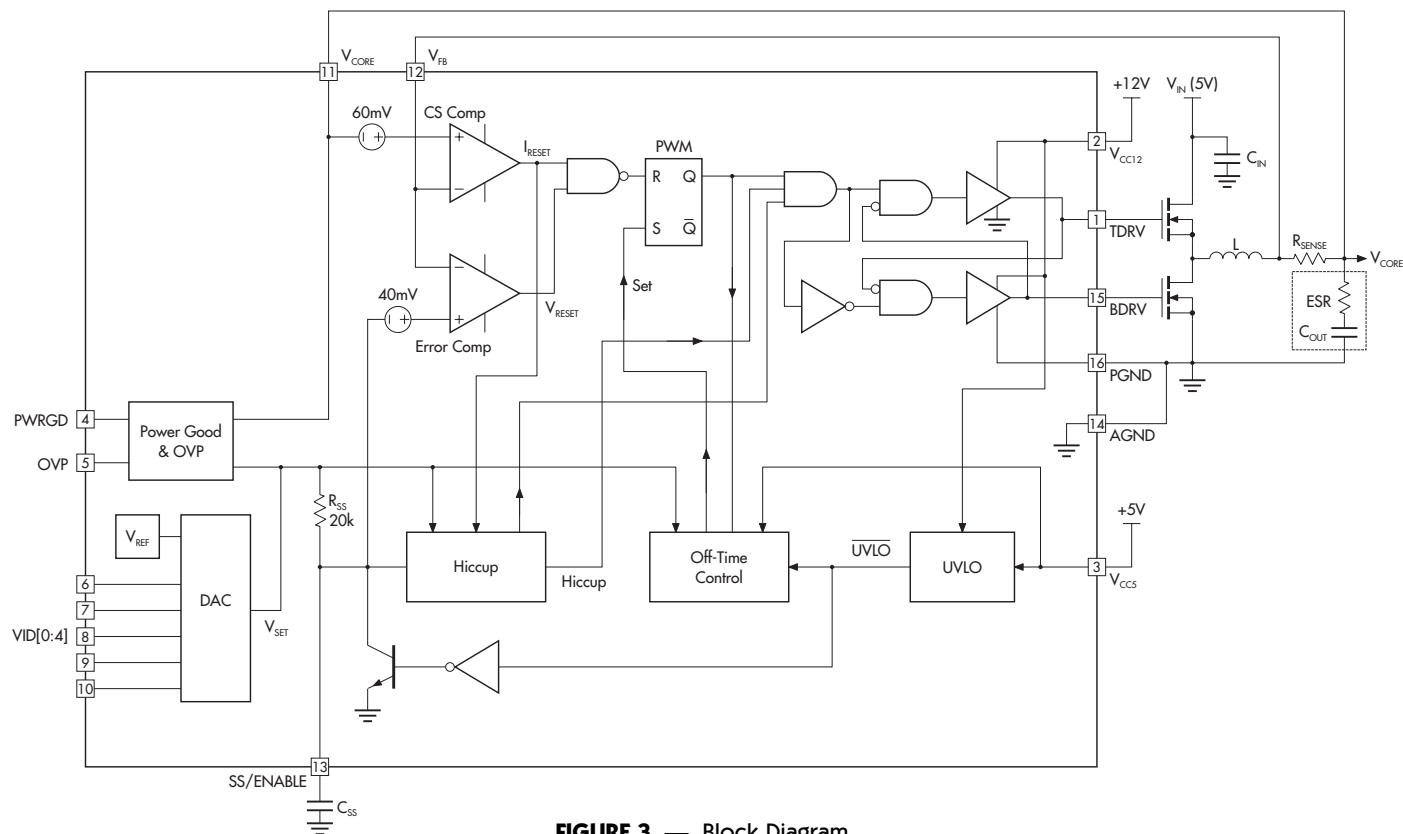 V_CORE
V_FB
11
12
60mV
CS Comp
+
-
I_RESET
PWM
R Q
S Q̅
+12V
V_IN (5V)
2
V_CC12
C_IN
1
TDRV
L
R_SENSE
V_CORE
40mV
-
+
V_RESET
Error Comp
Set
15
BDRV
ESR
C_OUT
16
PGND
14
AGND
PWRGD 4
OVP 5
Power Good
& OVP
R_SS
20k
V_REF
DAC
V_SET
VID[0:4]
6
7
8
9
10
Hiccup
Hiccup
Off-Time
Control
U̅V̅L̅O̅
UVLO
+5V
3
V_CC5
13
SS/ENABLE
C_SS
FIGURE 3 — Block Diagram